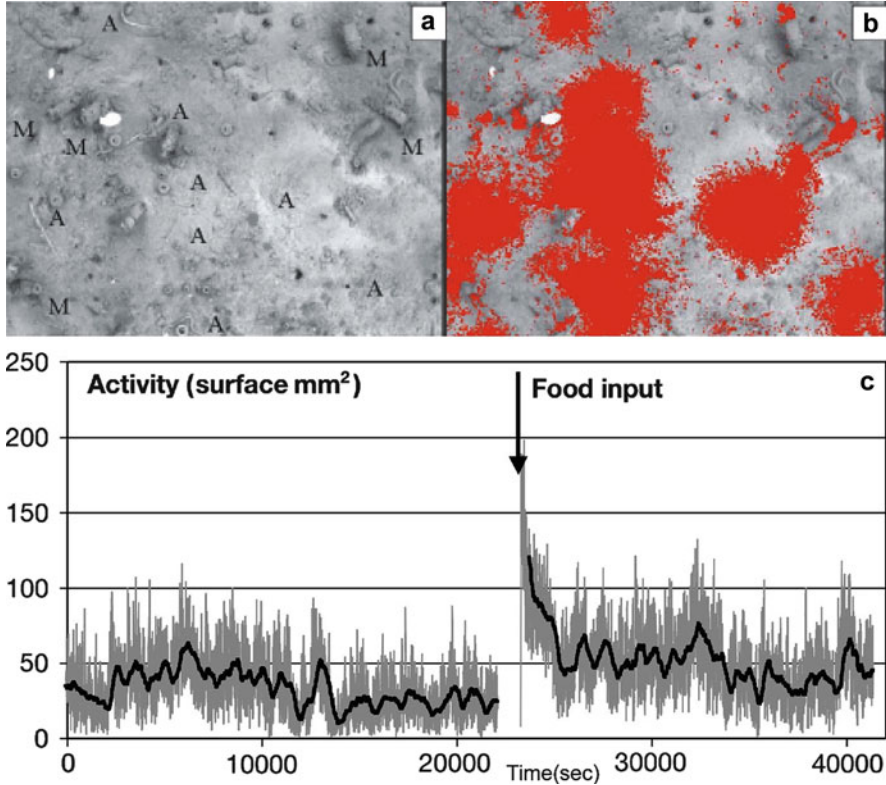 a
b
A
M
A
M
M
M
A
A
A
A
M
A
A
250
Activity (surface mm²)
Food input
c
200
150
100
50
0
0
10000
20000
Time(sec)
30000
40000